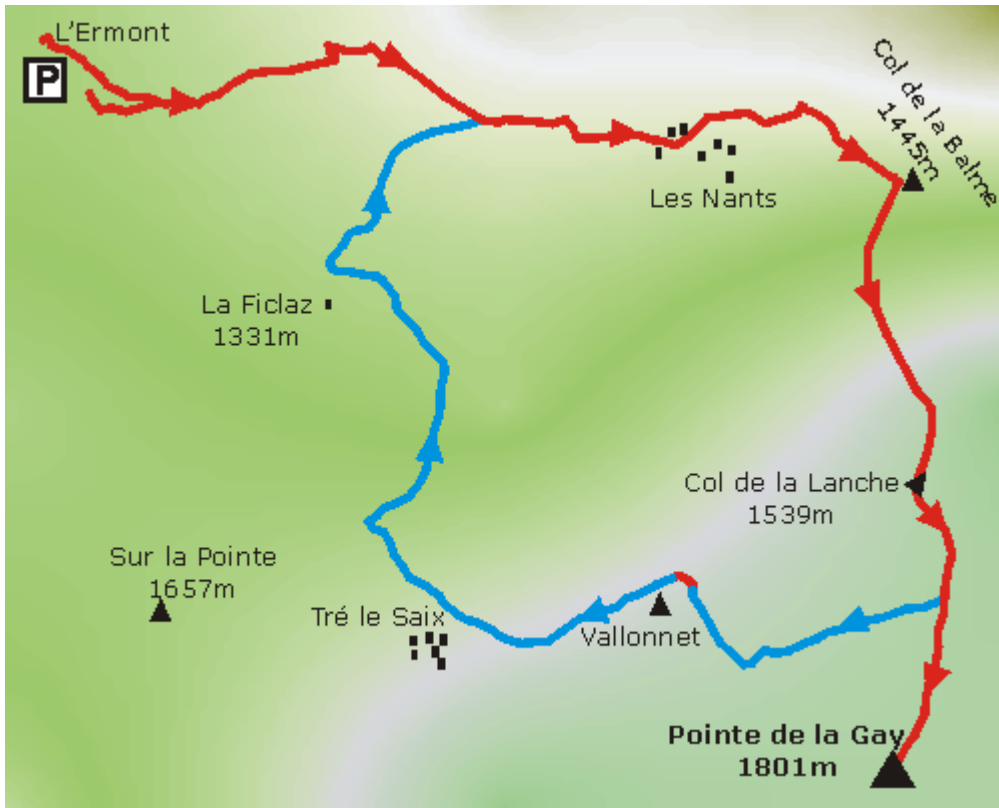 L'Ermont
P
Col de la Balme
1445m
Les Nants
La Ficlaz
1331m
Col de la Lanche
1539m
Sur la Pointe
1657m
Tré le Saix
Vallonnet
Pointe de la Gay
1801m